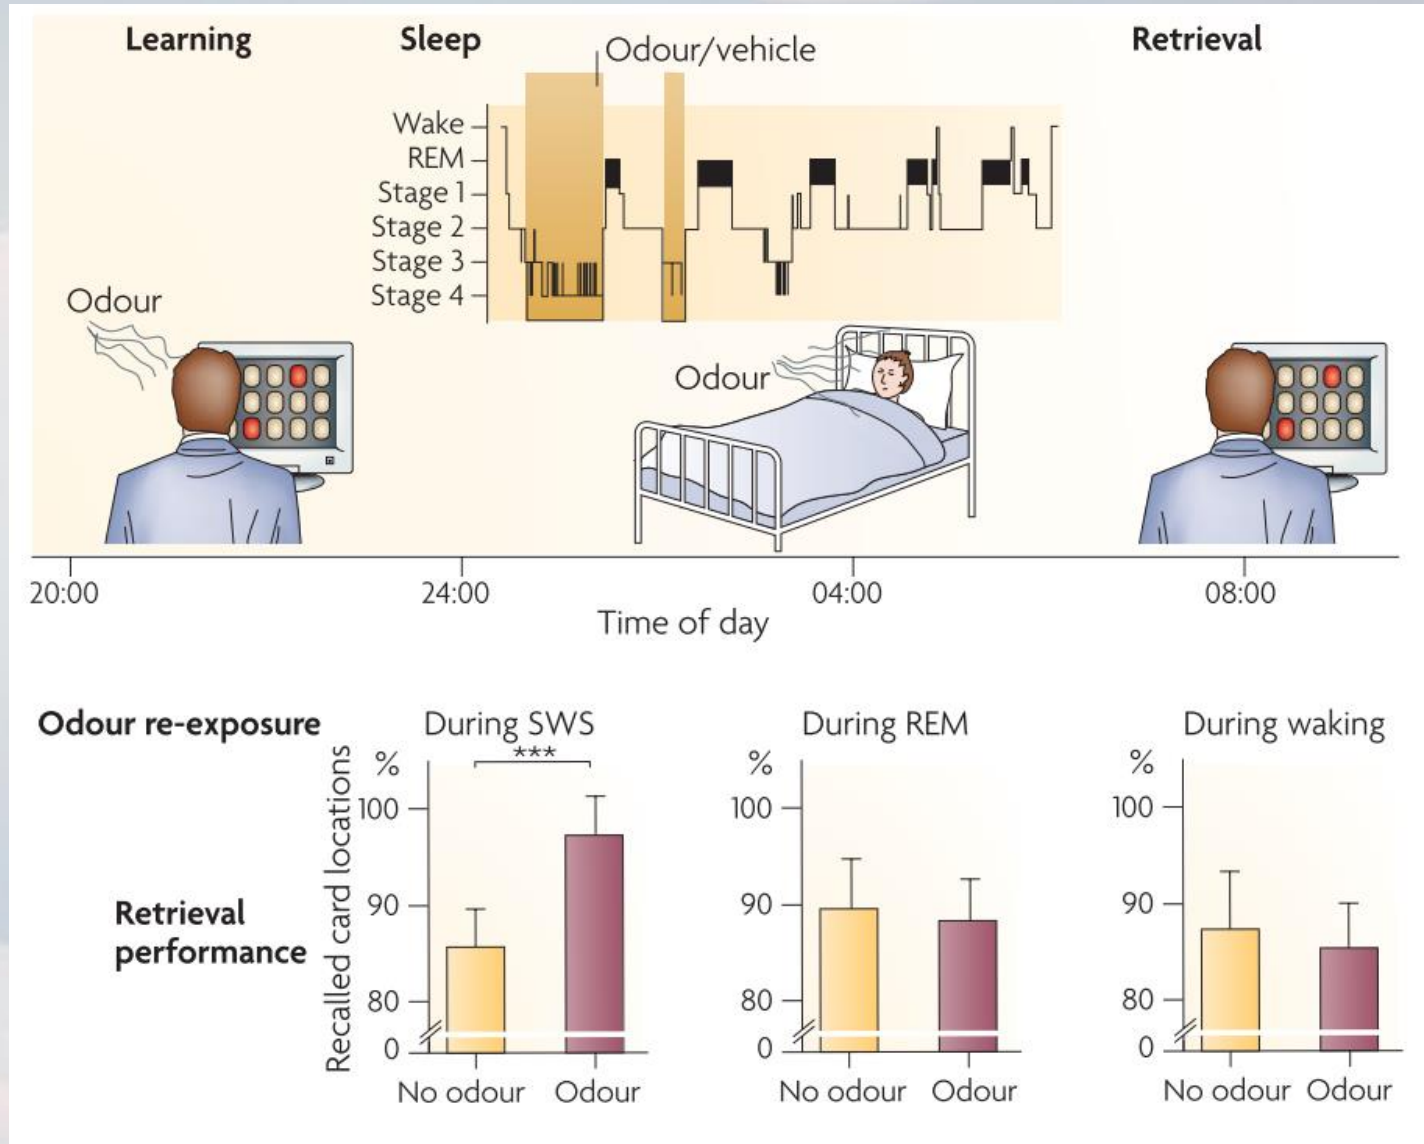 Learning
Sleep
Odour/vehicle
Retrieval
Wake
REM
Stage 1
Stage 2
Stage 3
Stage 4
Odour
Odour
20:00
24:00
04:00
08:00
Time of day
Odour re-exposure
During SWS
During REM
During waking
Retrieval
performance
Recalled card locations
%
***
100
90
80
0
No odour
Odour
%
100
90
80
0
No odour
Odour
%
100
90
80
0
No odour
Odour